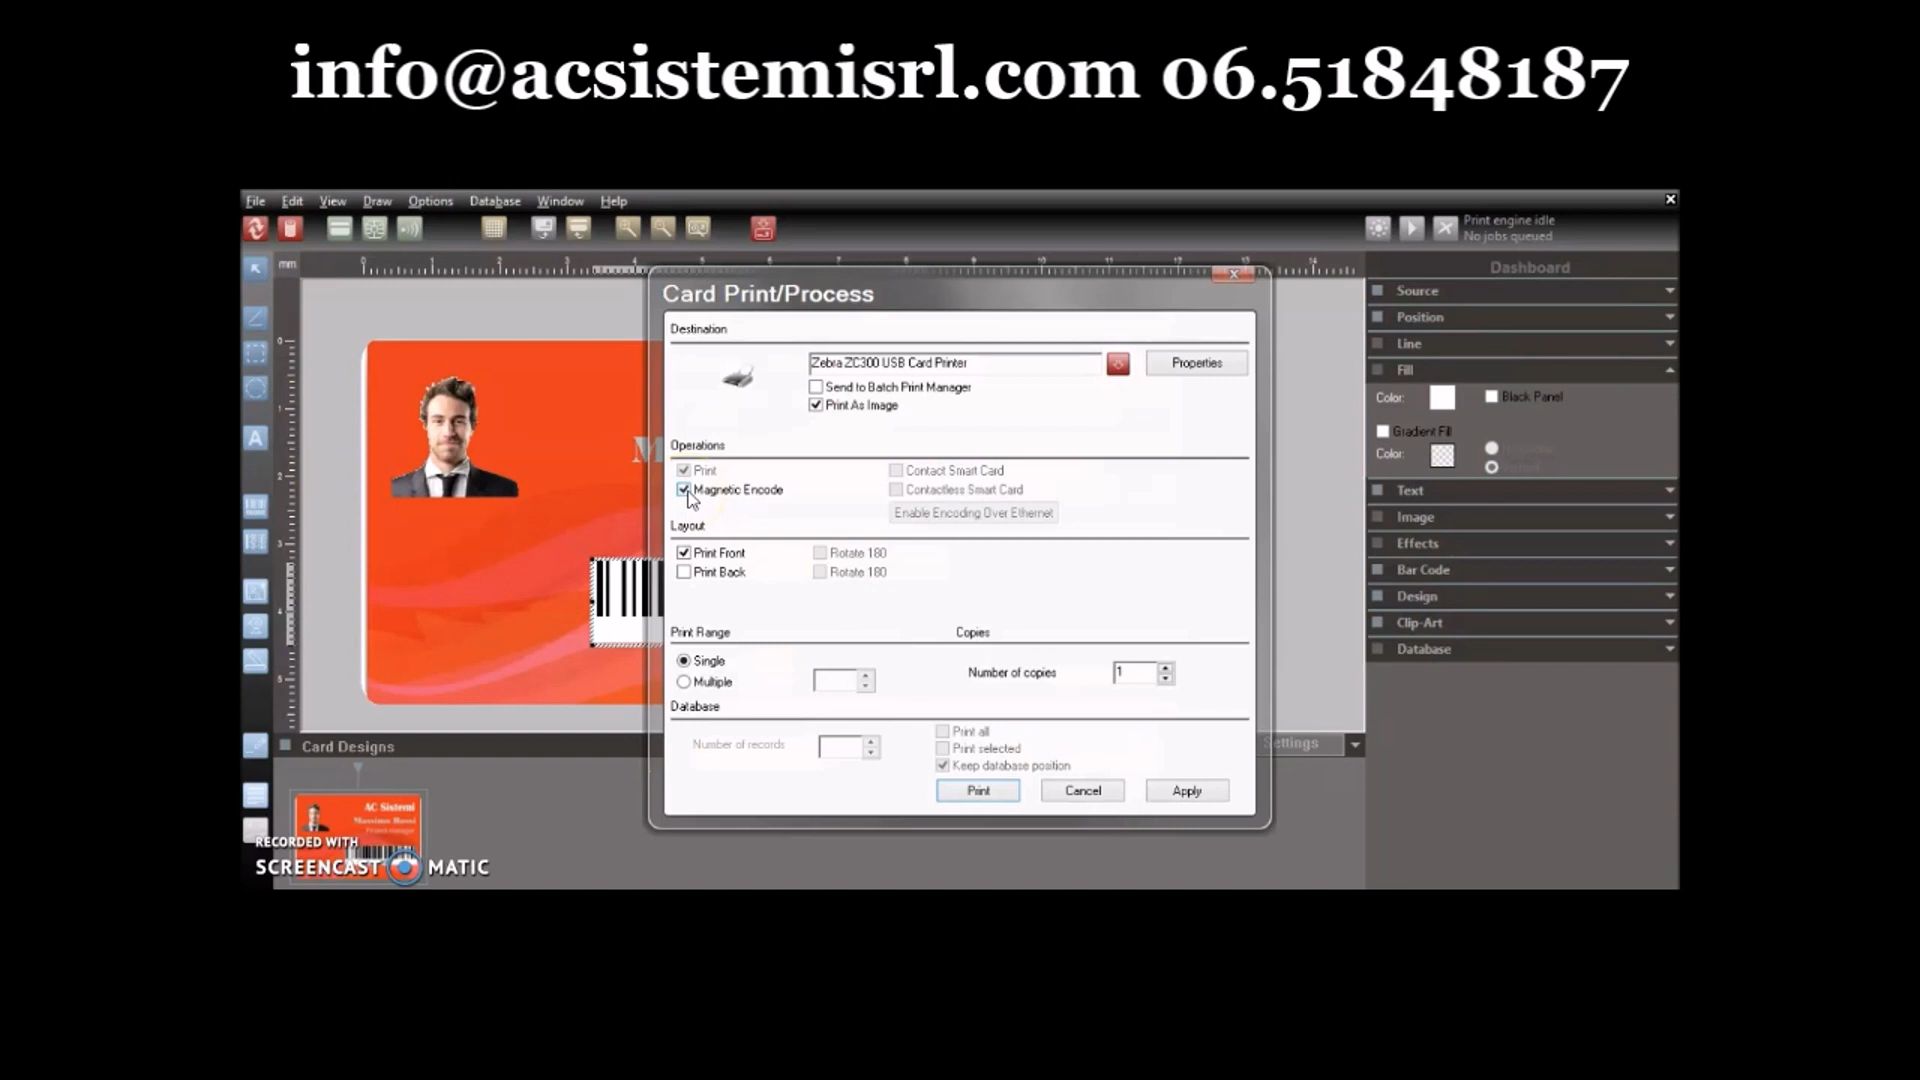 info@acsistemisrl.com 06.51848187
File Edit View Draw Options Database Window Help
Print engine idle
No jobs queued
mm
Dashboard
Source
Position
Line
Fill
Color: Black Panel
Gradient Fill
Color:
Text
Image
Effects
Bar Code
Design
Clip-Art
Database
Card Print/Process
Destination
Zebra ZC300 USB Card Printer
Properties
Send to Batch Print Manager
Print As Image
Operations
Print
Contact Smart Card
Magnetic Encode
Contactless Smart Card
Enable Encoding Over Ethernet
Layout
Print Front
Rotate 180
Print Back
Rotate 180
Print Range
Copies
Single
Multiple
Number of copies
1
Database
Number of records
Print all
Print selected
Keep database position
Print
Cancel
Apply
Card Designs
AC Sistemi
Massimo Rossi
RECORDED WITH
SCREENCAST MATIC